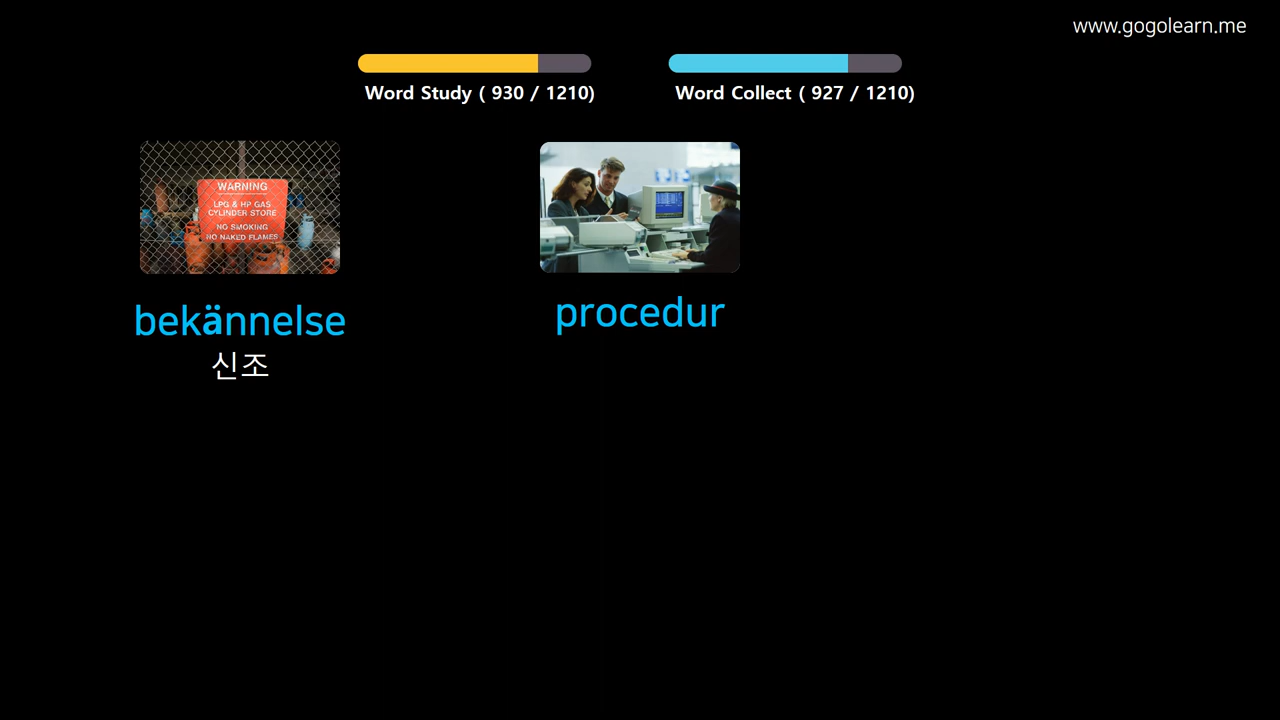 www.gogolearn.me
Word Study ( 930 / 1210)
Word Collect ( 927 / 1210)
WARNING
LPG & HP GAS
CYLINDER STORE
NO SMOKING
NO NAKED FLAMES
bekännelse
신조
procedur